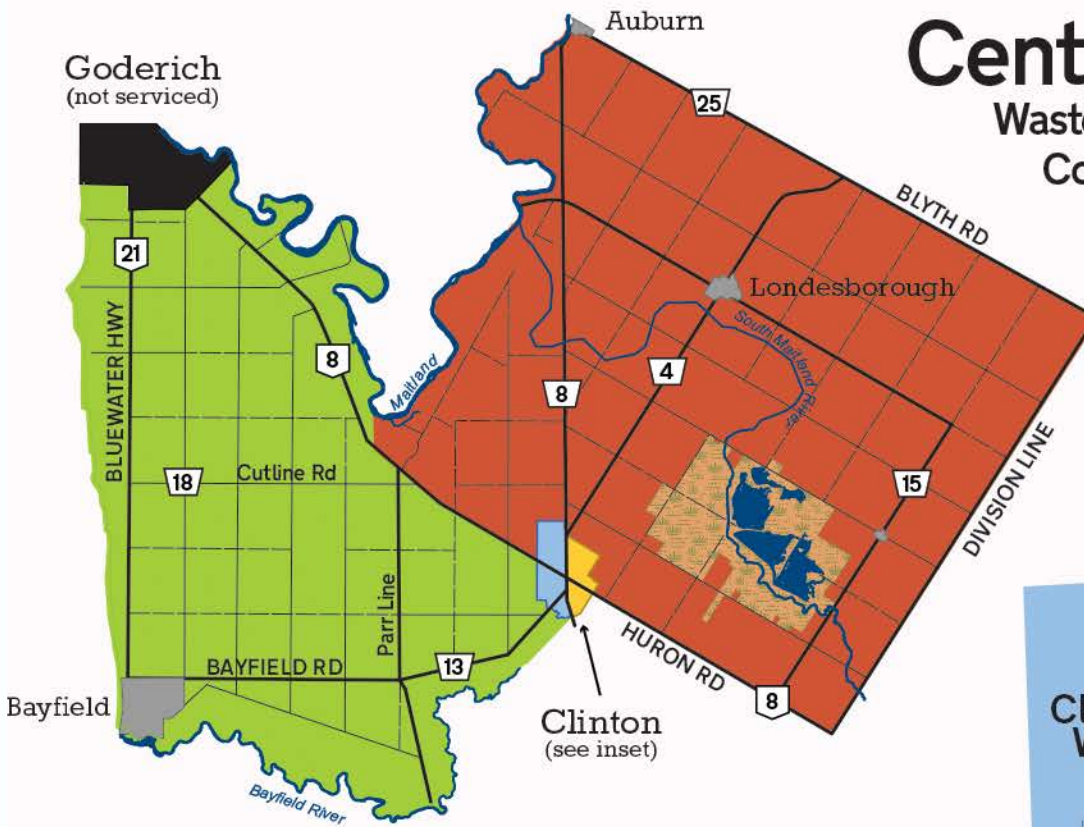 Auburn
Goderich
(not serviced)
Cent
Waste
Co
25
BLYTH RD
21
Londesborough
BLUEWATER HWY
South Maitland River
8
Maitland
8
4
18
Cutline Rd
15
DIVISION LINE
Parr Line
HURON RD
BAYFIELD RD
13
8
Bayfield
Clinton
(see inset)
Bayfield River